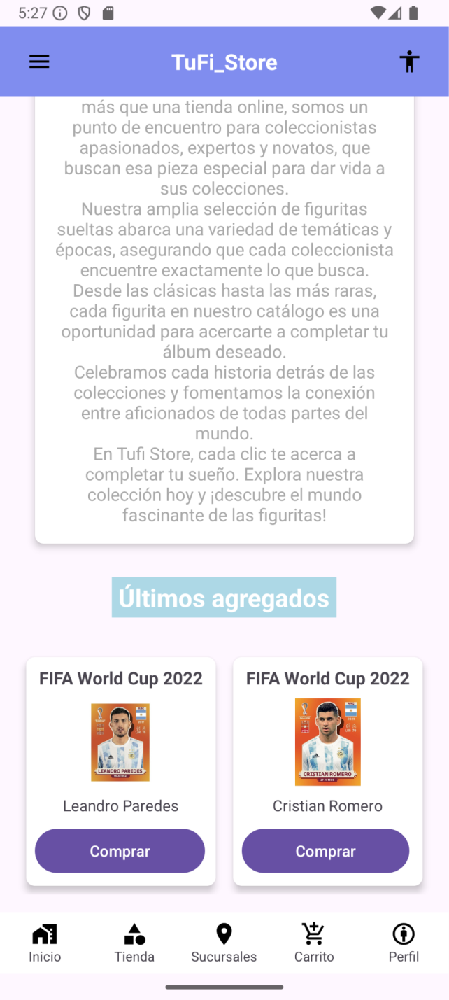 5:27
TuFi_Store
más que una tienda online, somos un
punto de encuentro para coleccionistas
apasionados, expertos y novatos, que
buscan esa pieza especial para dar vida a
sus colecciones.
Nuestra amplia selección de figuritas
sueltas abarca una variedad de temáticas y
épocas, asegurando que cada coleccionista
encuentre exactamente lo que busca.
Desde las clásicas hasta las más raras,
cada figurita en nuestro catálogo es una
oportunidad para acercarte a completar tu
álbum deseado.
Celebramos cada historia detrás de las
colecciones y fomentamos la conexión
entre aficionados de todas partes del
mundo.
En Tufi Store, cada clic te acerca a
completar tu sueño. Explora nuestra
colección hoy y ¡descubre el mundo
fascinante de las figuritas!
Últimos agregados
FIFA World Cup 2022
ARG
LEANDRO PAREDES
Leandro Paredes
Comprar
FIFA World Cup 2022
ARG
CRISTIAN ROMERO
Cristian Romero
Comprar
Inicio
Tienda
Sucursales
Carrito
Perfil